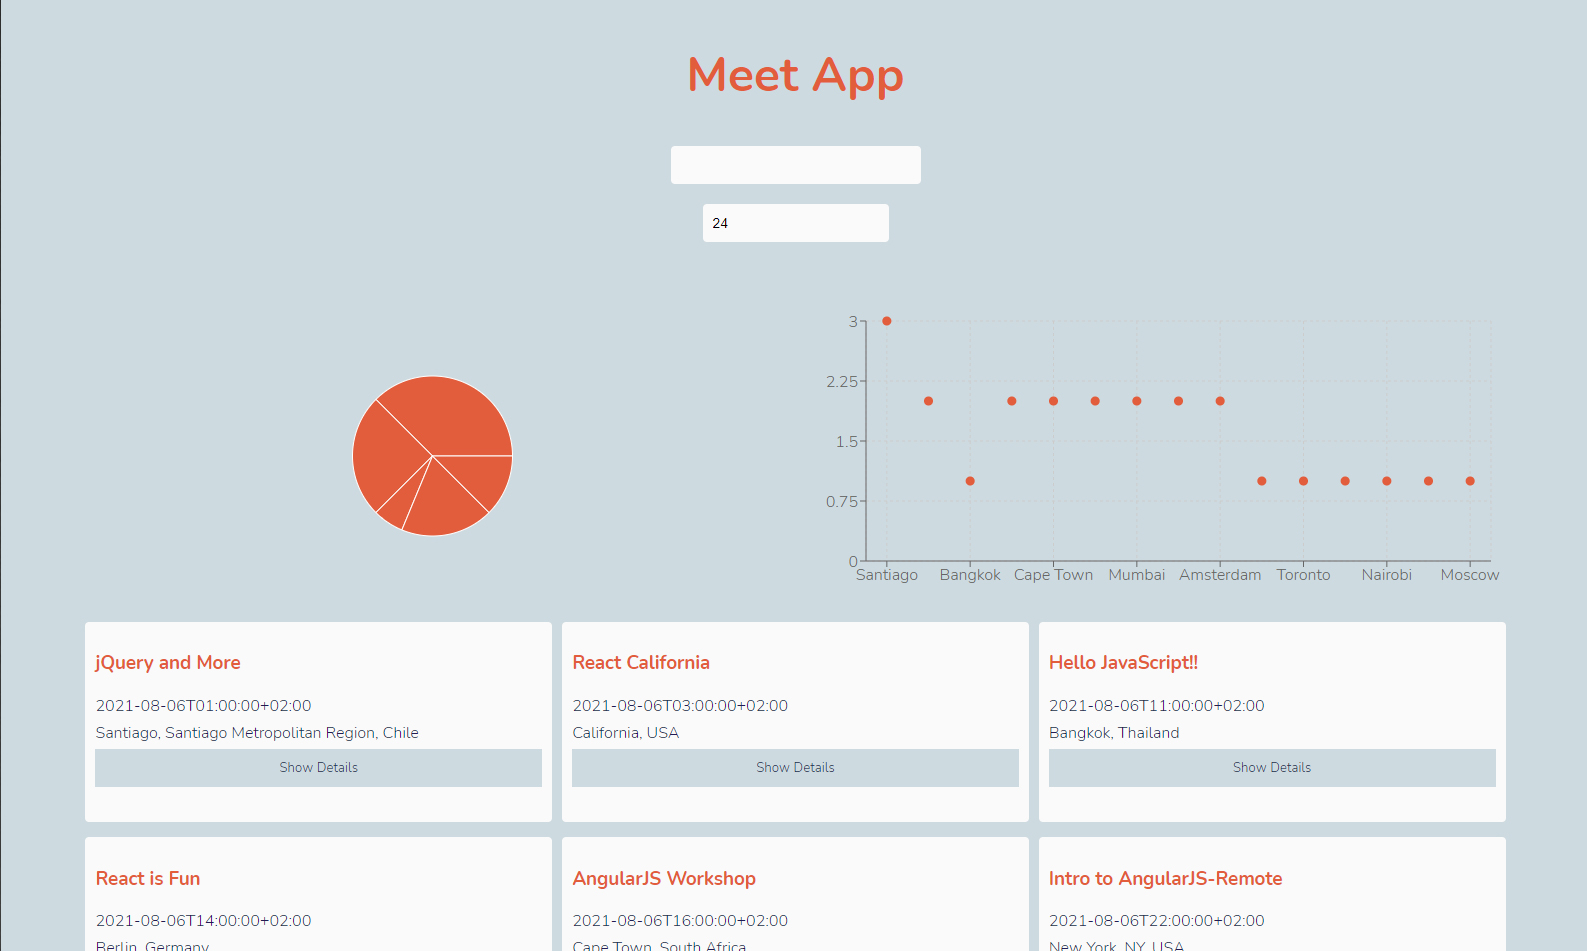 Meet App
24
3
2.25
1.5
0.75
0
Santiago Bangkok Cape Town Mumbai Amsterdam Toronto Nairobi Moscow
jQuery and More
2021-08-06T01:00:00+02:00
Santiago, Santiago Metropolitan Region, Chile
Show Details
React California
2021-08-06T03:00:00+02:00
California, USA
Show Details
Hello JavaScript!!
2021-08-06T11:00:00+02:00
Bangkok, Thailand
Show Details
React is Fun
2021-08-06T14:00:00+02:00
Berlin, Germany
AngularJS Workshop
2021-08-06T16:00:00+02:00
Cape Town, South Africa
Intro to AngularJS-Remote
2021-08-06T22:00:00+02:00
New York, NY, USA